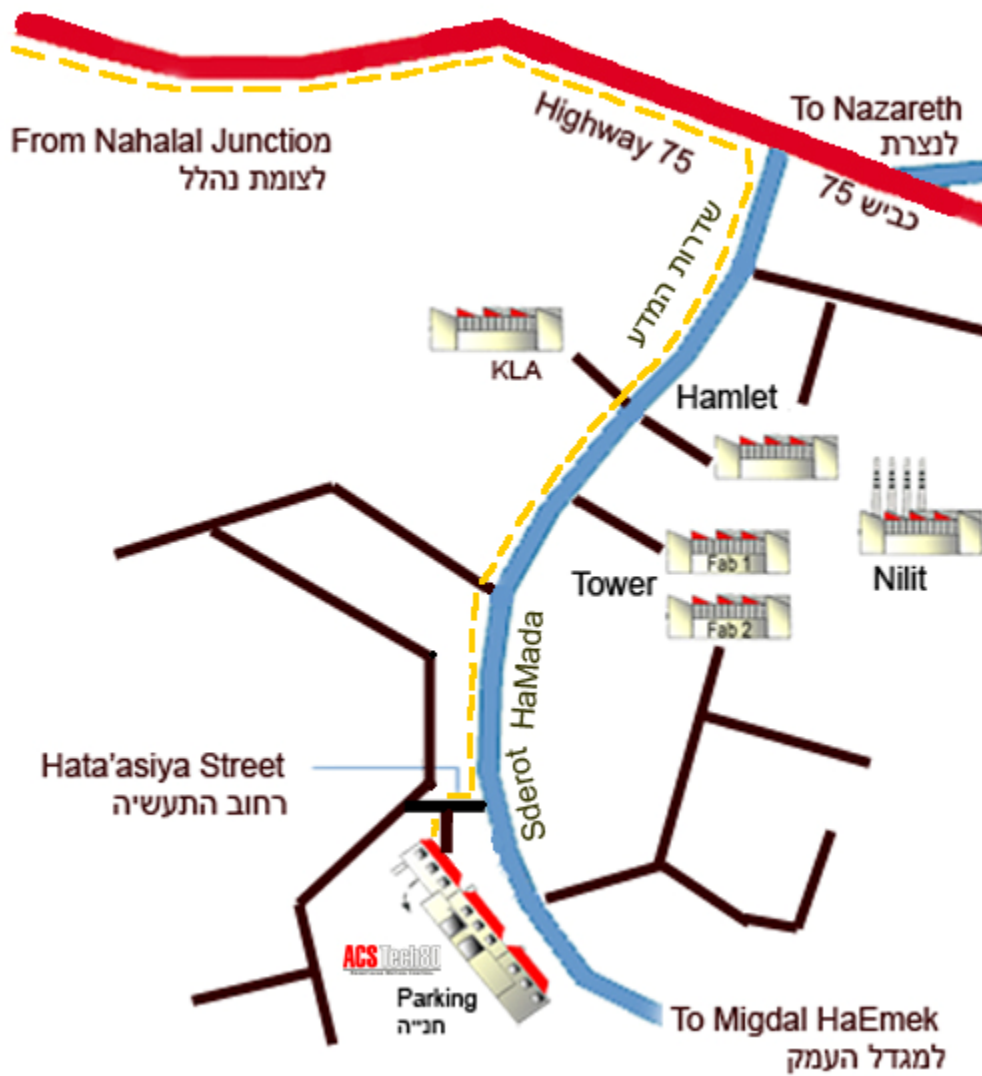 From Nahalal Junction
לצומת נהלל
Highway 75
To Nazareth
לנצרת
כביש 75
שדרות המדע
KLA
Hamlet
Fab 1
Tower
Fab 2
Nilit
Sderot HaMada
Hata'asiya Street
רחוב התעשיה
ACS Tech80
Parking
חנייה
To Migdal HaEmek
למגדל העמק